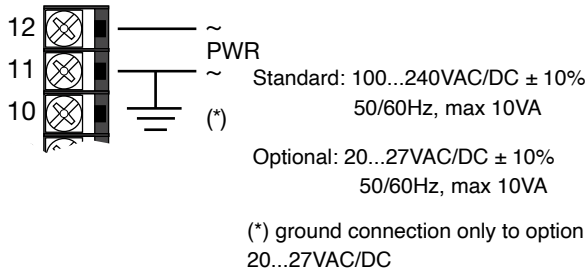 12 ~
PWR
11 ~
10 (*)
Standard: 100...240VAC/DC ± 10%
50/60Hz, max 10VA
Optional: 20...27VAC/DC ± 10%
50/60Hz, max 10VA
(*) ground connection only to option
20...27VAC/DC